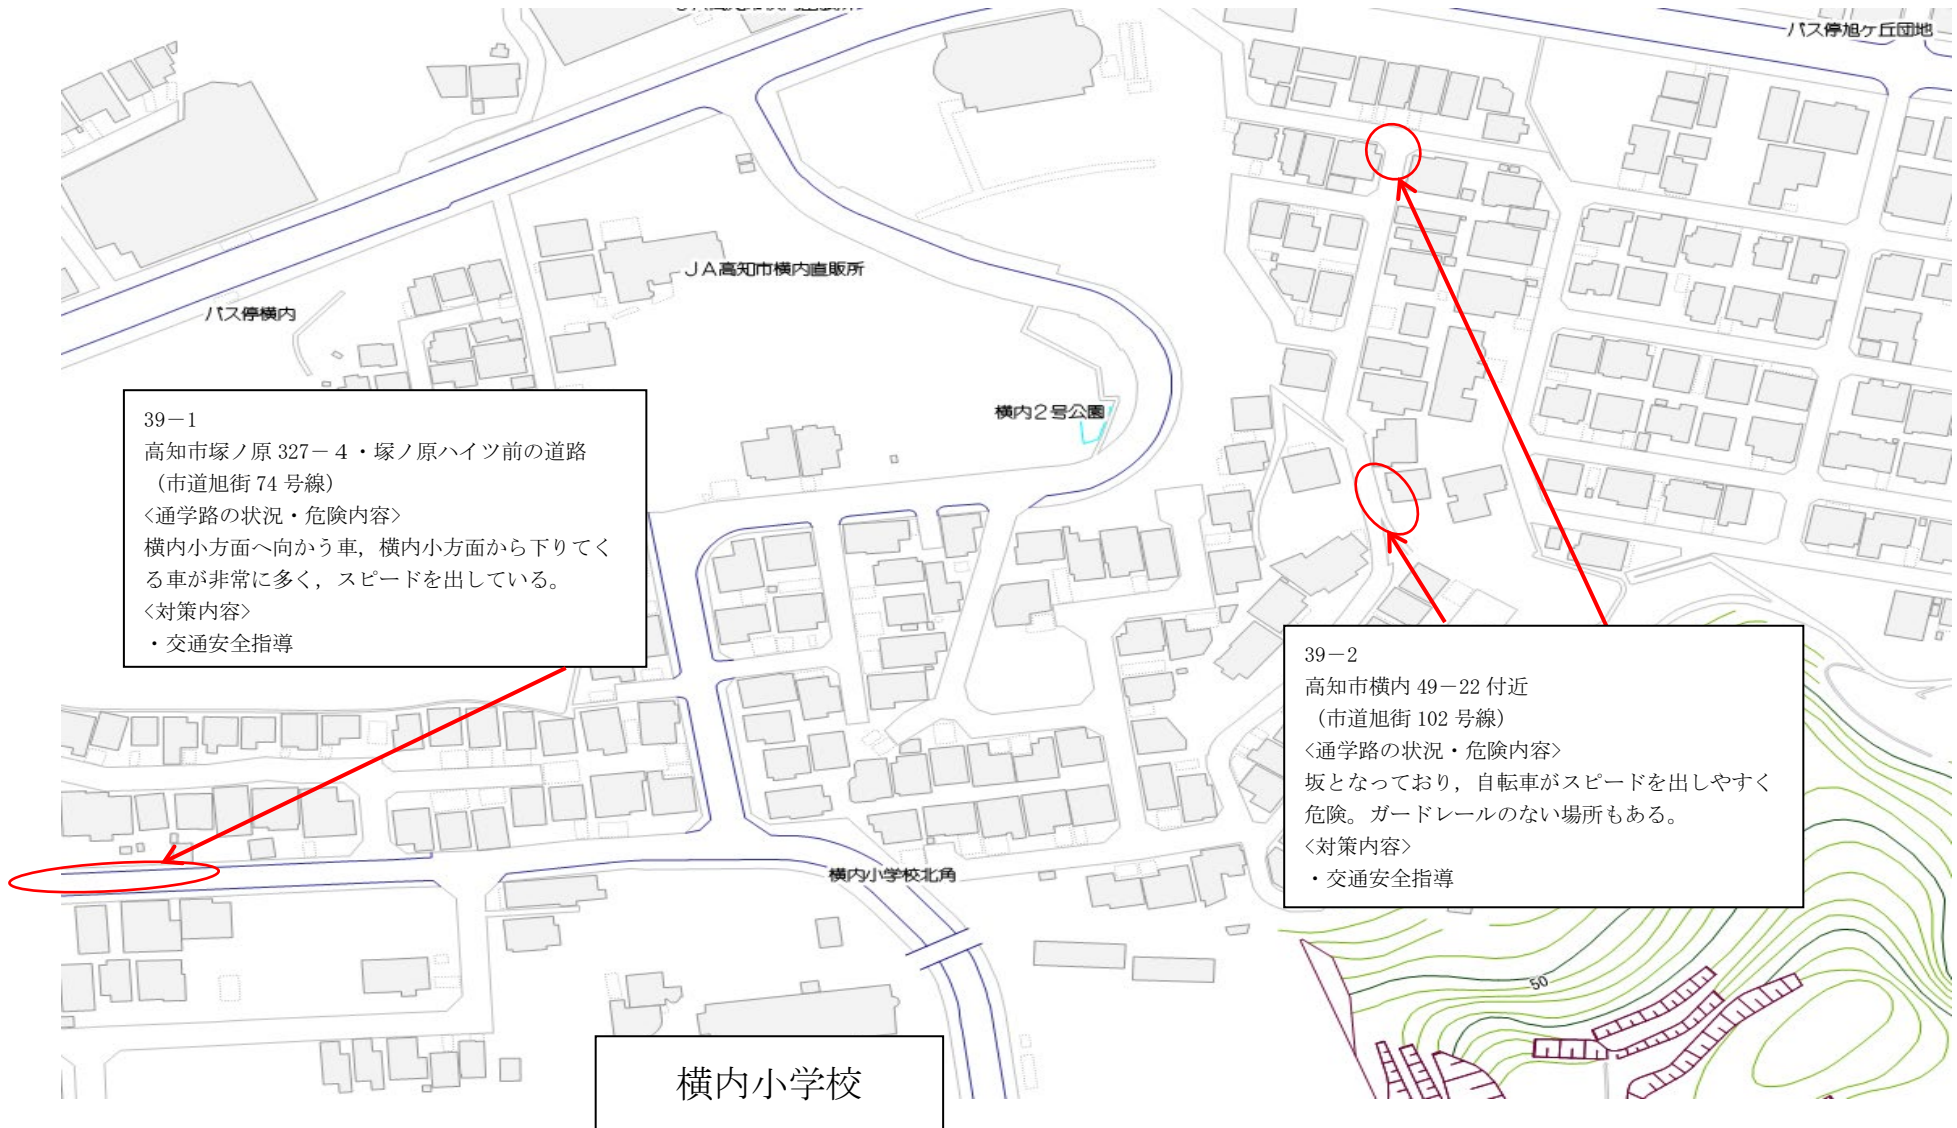 バス停旭ヶ丘団地
JA高知市横内直販所
バス停横内
横内2号公園
39-1
高知市塚ノ原 327-4・塚ノ原ハイツ前の道路
(市道旭街 74 号線)
<通学路の状況・危険内容>
横内小方面へ向かう車,横内小方面から下りてく
る車が非常に多く,スピードを出している。
<対策内容>
・交通安全指導
39-2
高知市横内 49-22 付近
(市道旭街 102 号線)
<通学路の状況・危険内容>
坂となっており,自転車がスピードを出しやすく
危険。ガードレールのない場所もある。
<対策内容>
・交通安全指導
横内小学校北角
50
横内小学校